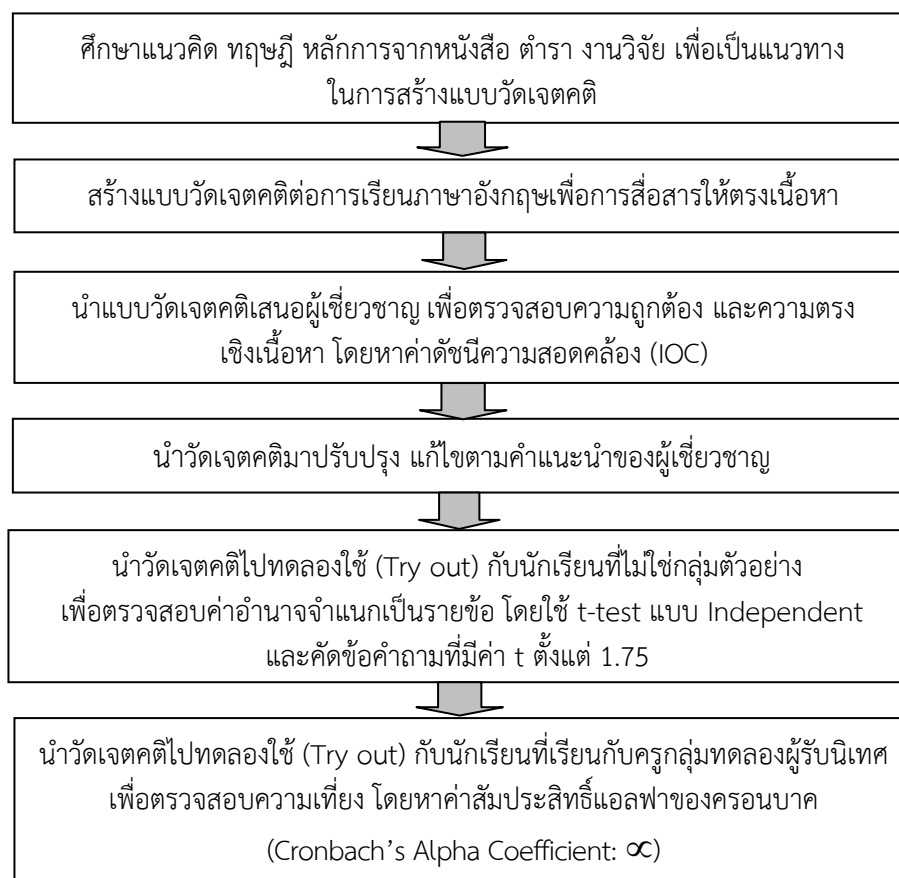 ศึกษาแนวคิด ทฤษฎี หลักการจากหนังสือ ตำรา งานวิจัย เพื่อเป็นแนวทาง
ในการสร้างแบบวัดเจตคติ
สร้างแบบวัดเจตคติต่อการเรียนภาษาอังกฤษเพื่อการสื่อสารให้ตรงเนื้อหา
นำแบบวัดเจตคติเสนอผู้เชี่ยวชาญ เพื่อตรวจสอบความถูกต้อง และความตรง
เชิงเนื้อหา โดยหาค่าดัชนีความสอดคล้อง (IOC)
นำวัดเจตคติมาปรับปรุง แก้ไขตามคำแนะนำของผู้เชี่ยวชาญ
นำวัดเจตคติไปทดลองใช้ (Try out) กับนักเรียนที่ไม่ใช่กลุ่มตัวอย่าง
เพื่อตรวจสอบค่าอำนาจจำแนกเป็นรายข้อ โดยใช้ t-test แบบ Independent
และคัดข้อคำถามที่มีค่า t ตั้งแต่ 1.75
นำวัดเจตคติไปทดลองใช้ (Try out) กับนักเรียนที่เรียนกับครูกลุ่มทดลองผู้รับนิเทศ
เพื่อตรวจสอบความเที่ยง โดยหาค่าสัมประสิทธิ์แอลฟาของครอนบาค
(Cronbach's Alpha Coefficient: ∝)